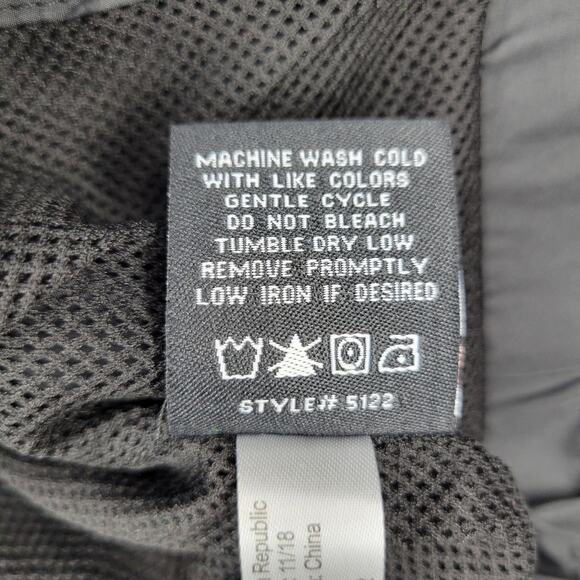 MACHINE WASH COLD
WITH LIKE COLORS
GENTLE CYCLE
DO NOT BLEACH
TUMBLE DRY LOW
REMOVE PROMPTLY
LOW IRON IF DESIRED
STYLE# 5122
Republic
11/18
China